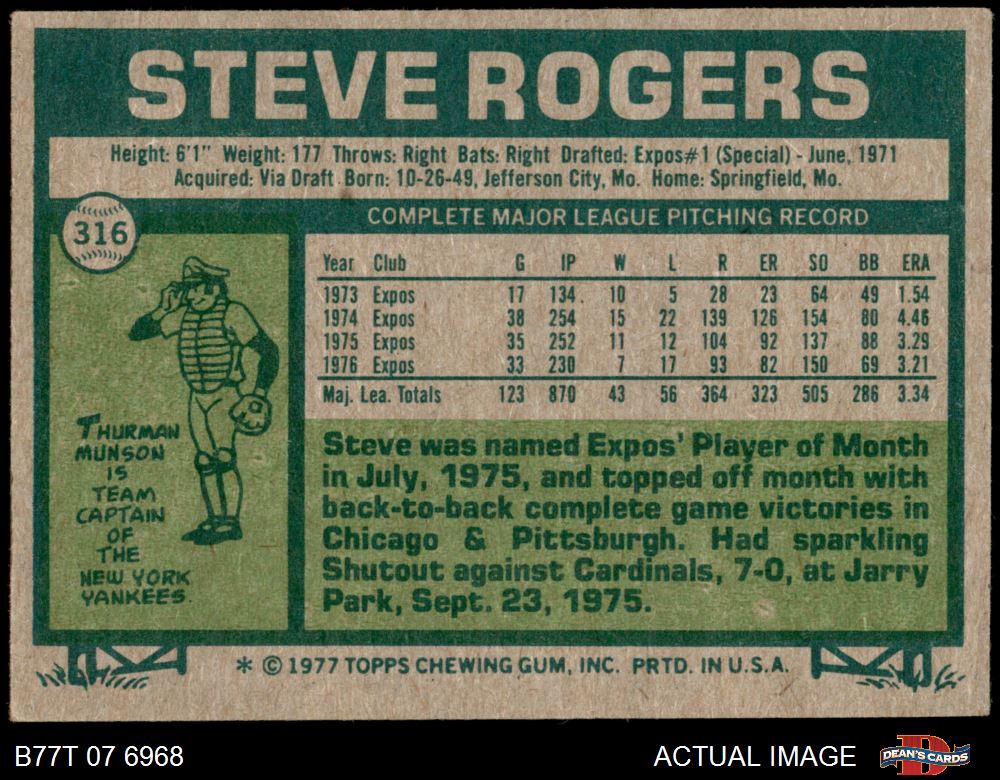 STEVE ROGERS
Height: 6'1" Weight: 177 Throws: Right Bats: Right Drafted: Expos#1 (Special) - June, 1971
Acquired: Via Draft Born: 10-26-49, Jefferson City, Mo. Home: Springfield, Mo.
316
COMPLETE MAJOR LEAGUE PITCHING RECORD
Year Club G IP W L R ER SO BB ERA
1973 Expos 17 134. 10 5 28 23 64 49 1.54
1974 Expos 38 254 15 22 139 126 154 80 4.46
1975 Expos 35 252 11 12 104 92 137 88 3.29
1976 Expos 33 230 7 17 93 82 150 69 3.21
Maj. Lea. Totals 123 870 43 56 364 323 505 286 3.34
THURMAN
MUNSON
IS
TEAM
CAPTAIN
OF
THE
NEW YORK
YANKEES.
Steve was named Expos' Player of Month
in July, 1975, and topped off month with
back-to-back complete game victories in
Chicago & Pittsburgh. Had sparkling
Shutout against Cardinals, 7-0, at Jarry
Park, Sept. 23, 1975.
* © 1977 TOPPS CHEWING GUM, INC. PRTD. IN U.S.A.
B77T 07 6968
ACTUAL IMAGE
DEAN'S CARDS